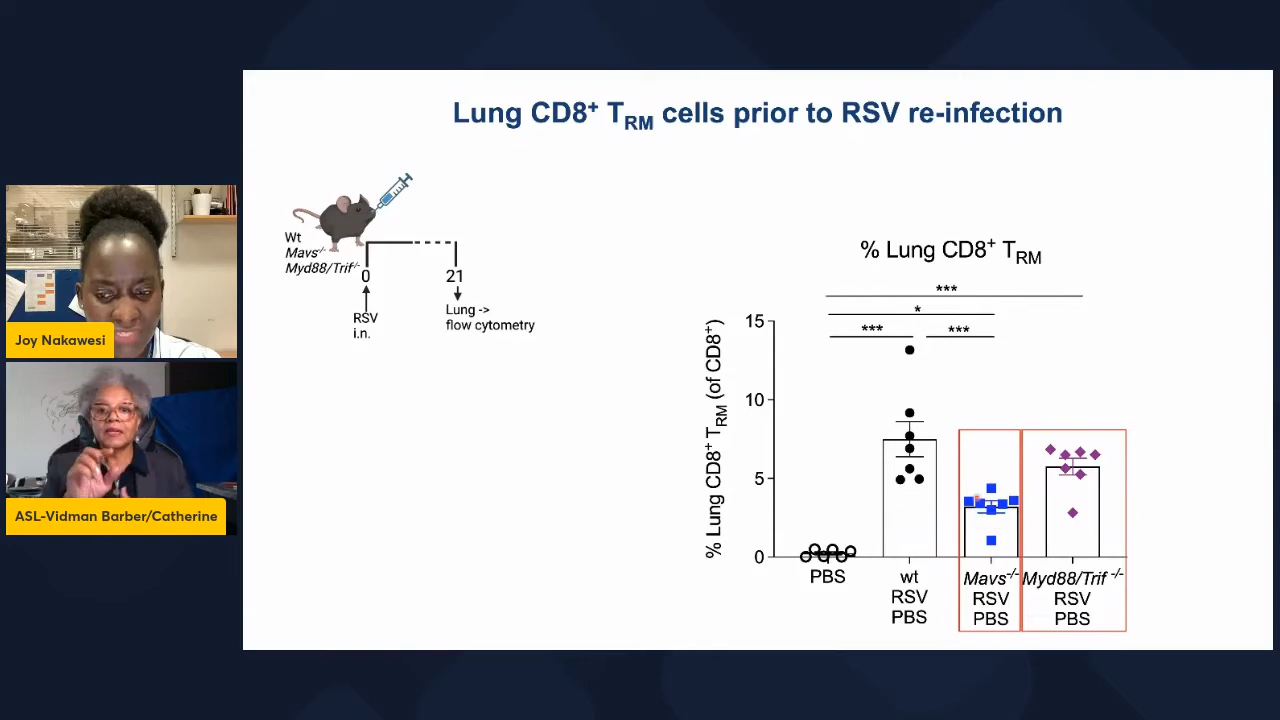 Lung CD8+ TRM cells prior to RSV re-infection
Wt
Mavs-/-
Myd88/Trif-/-
0
21
RSV
i.n.
Lung ->
flow cytometry
% Lung CD8+ TRM
***
*
***
***
% Lung CD8+ TRM (of CD8+)
15
10
5
0
PBS
wt
RSV
PBS
Mavs-/-
RSV
PBS
Myd88/Trif -/-
RSV
PBS
Joy Nakawesi
ASL-Vidman Barber/Catherine